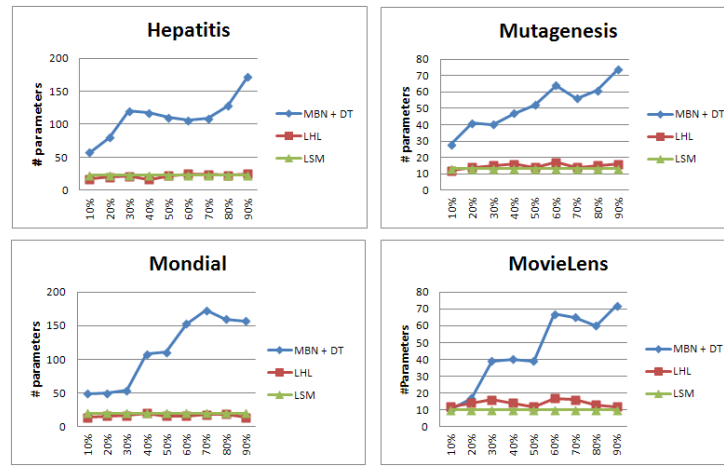 Hepatitis
# parameters
200
150
100
50
0
10% 20% 30% 40% 50% 60% 70% 80% 90%
MBN + DT
LHL
LSM
Mutagenesis
# parameters
80
70
60
50
40
30
20
10
0
10% 20% 30% 40% 50% 60% 70% 80% 90%
MBN + DT
LHL
LSM
Mondial
# parameters
200
150
100
50
0
10% 20% 30% 40% 50% 60% 70% 80% 90%
MBN + DT
LHL
LSM
MovieLens
#Parameters
80
70
60
50
40
30
20
10
0
10% 20% 30% 40% 50% 60% 70% 80% 90%
MBN + DT
LHL
LSM